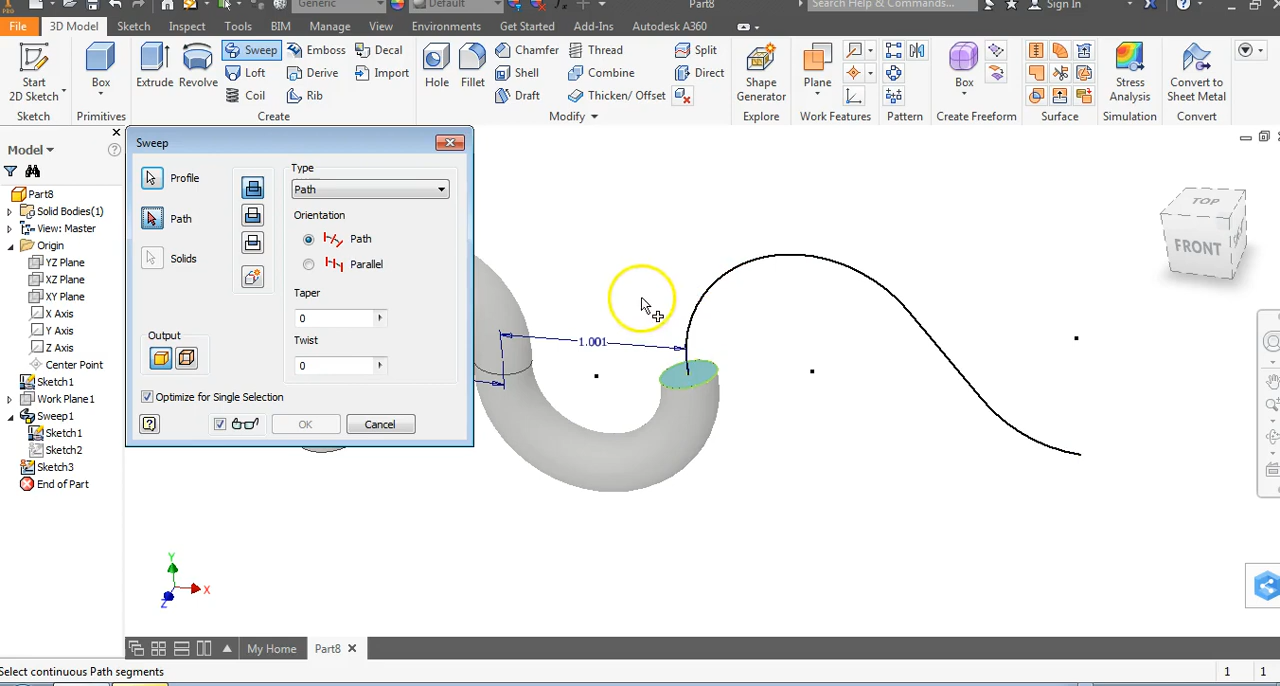 Generic Default Part8 Search Help & Commands... Sign In
File 3D Model Sketch Inspect Tools BIM Manage View Environments Get Started Add-Ins Autodesk A360
Sweep Emboss Decal Chamfer Thread Split
Start Box Extrude Revolve Loft Derive Import Hole Fillet Shell Combine Direct Shape Plane Box Stress Convert to
2D Sketch Coil Rib Draft Thicken/ Offset Generator Analysis Sheet Metal
Sketch Primitives Create Modify Explore Work Features Pattern Create Freeform Surface Simulation Convert
Model
Part8
Solid Bodies(1)
View: Master
Origin
YZ Plane
XZ Plane
XY Plane
X Axis
Y Axis
Z Axis
Center Point
Sketch1
Work Plane1
Sweep1
Sketch1
Sketch2
Sketch3
End of Part
Sweep
Profile
Path
Solids
Output
Type
Path
Orientation
Path
Parallel
Taper
0
Twist
0
Optimize for Single Selection
OK Cancel
1.001
TOP
FRONT
Y
X
Z
My Home Part8
Select continuous Path segments 1 1